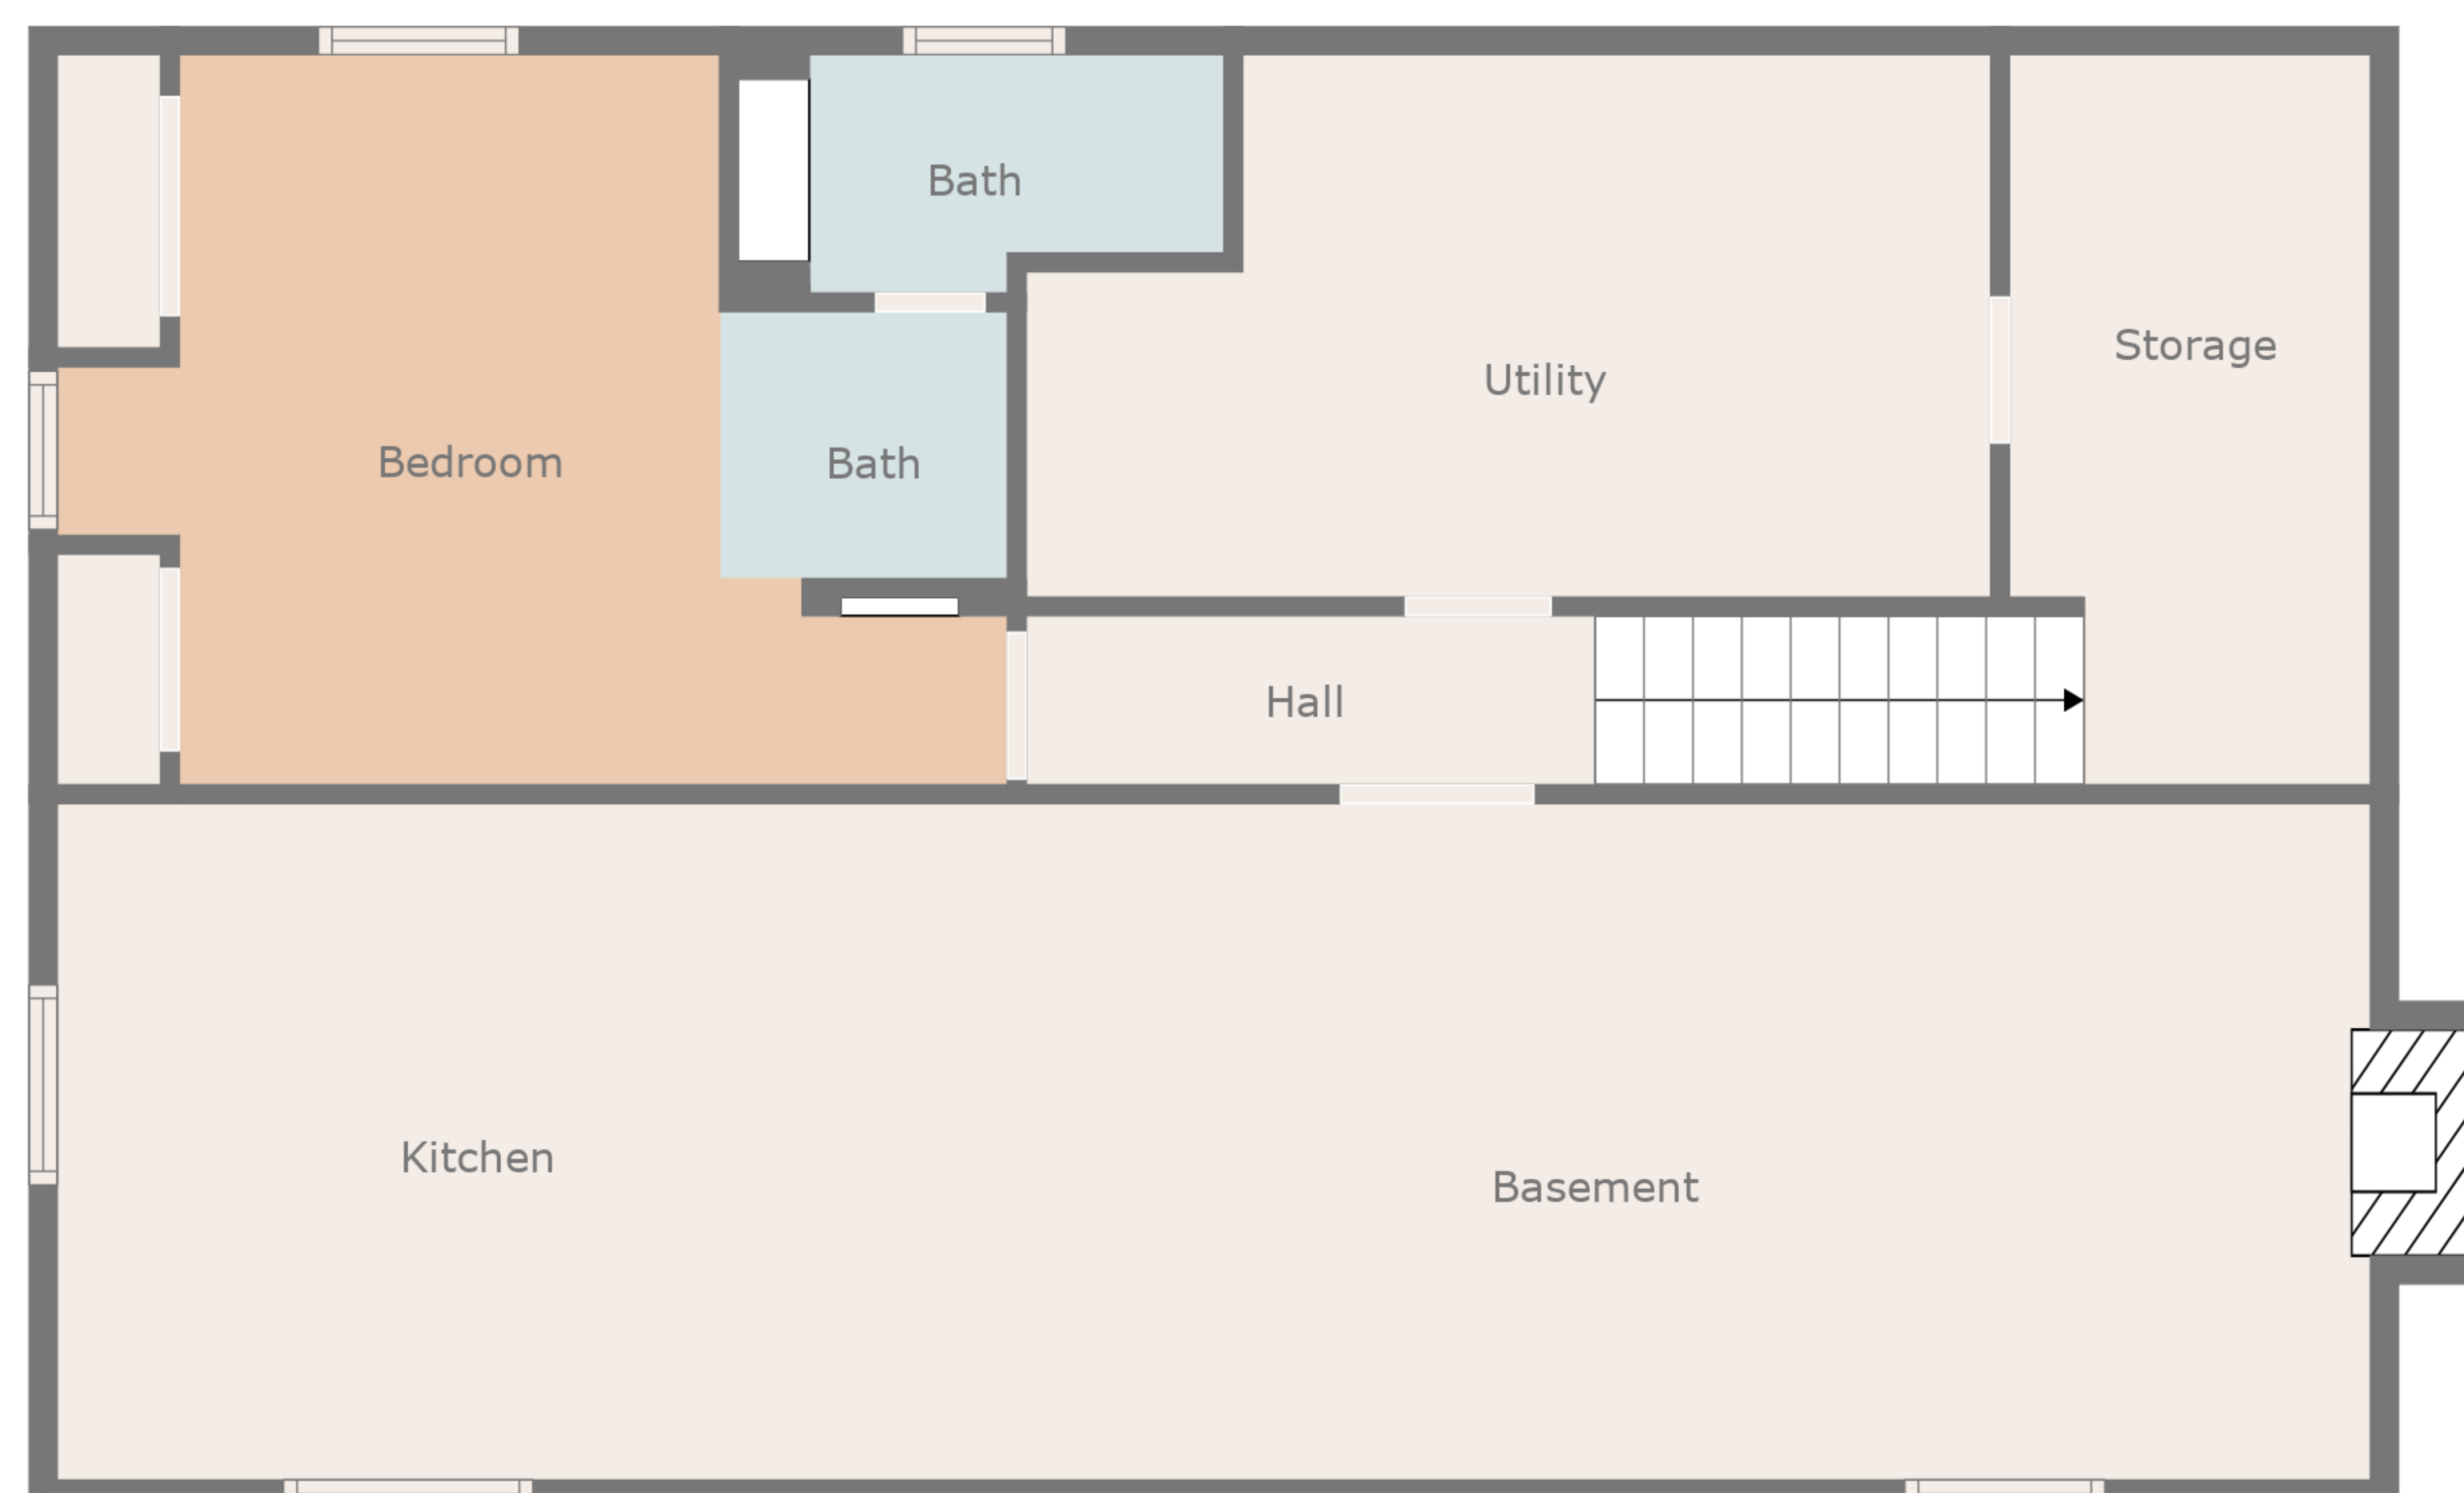 Bath
Storage
Utility
Bedroom
Bath
Hall
Kitchen
Basement